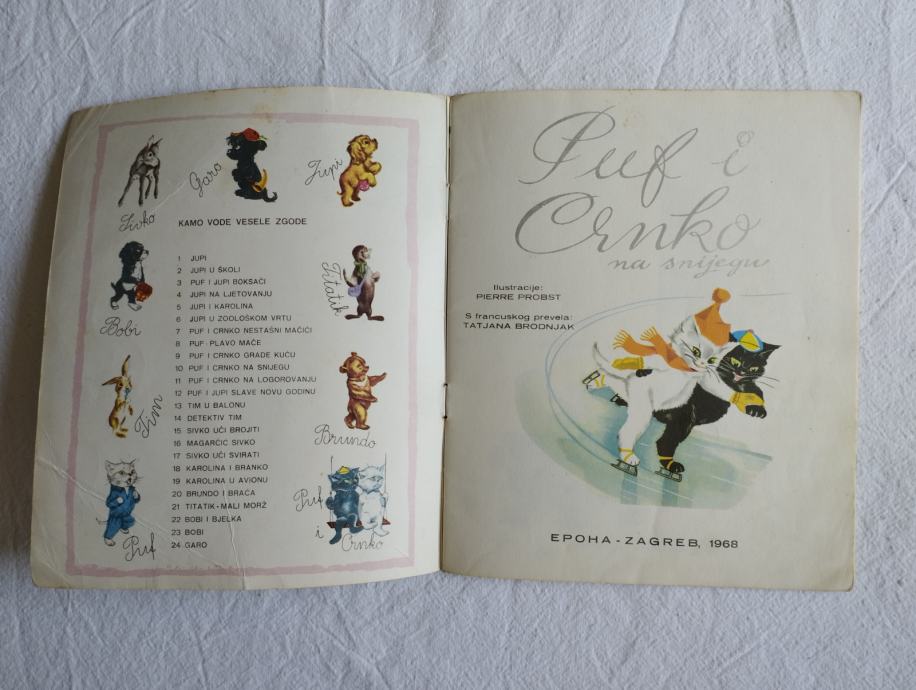 Sivko
Garo
Jupi
KAMO VODE VESELE ZGODE
Bobi
Titatik
Tim
Brundo
Puf
Puf
i
Crnko
1 JUPI
2 JUPI U ŠKOLI
3 PUF I JUPI BOKSAČI
4 JUPI NA LJETOVANJU
5 JUPI I KAROLINA
6 JUPI U ZOOLOŠKOM VRTU
7 PUF I CRNKO NESTAŠNI MAČIĆI
8 PUF - PLAVO MAČE
9 PUF I CRNKO GRADE KUĆU
10 PUF I CRNKO NA SNIJEGU
11 PUF I CRNKO NA LOGOROVANJU
12 PUF I JUPI SLAVE NOVU GODINU
13 TIM U BALONU
14 DETEKTIV TIM
15 SIVKO UČI BROJITI
16 MAGARČIĆ SIVKO
17 SIVKO UČI SVIRATI
18 KAROLINA I BRANKO
19 KAROLINA U AVIONU
20 BRUNDO I BRAĆA
21 TITATIK - MALI MORŽ
22 BOBI I BJELKA
23 BOBI
24 GARO
Puf i
Crnko
na snijegu
Ilustracije:
PIERRE PROBST
S francuskog prevela:
TATJANA BRODNJAK
EPOHA - ZAGREB, 1968